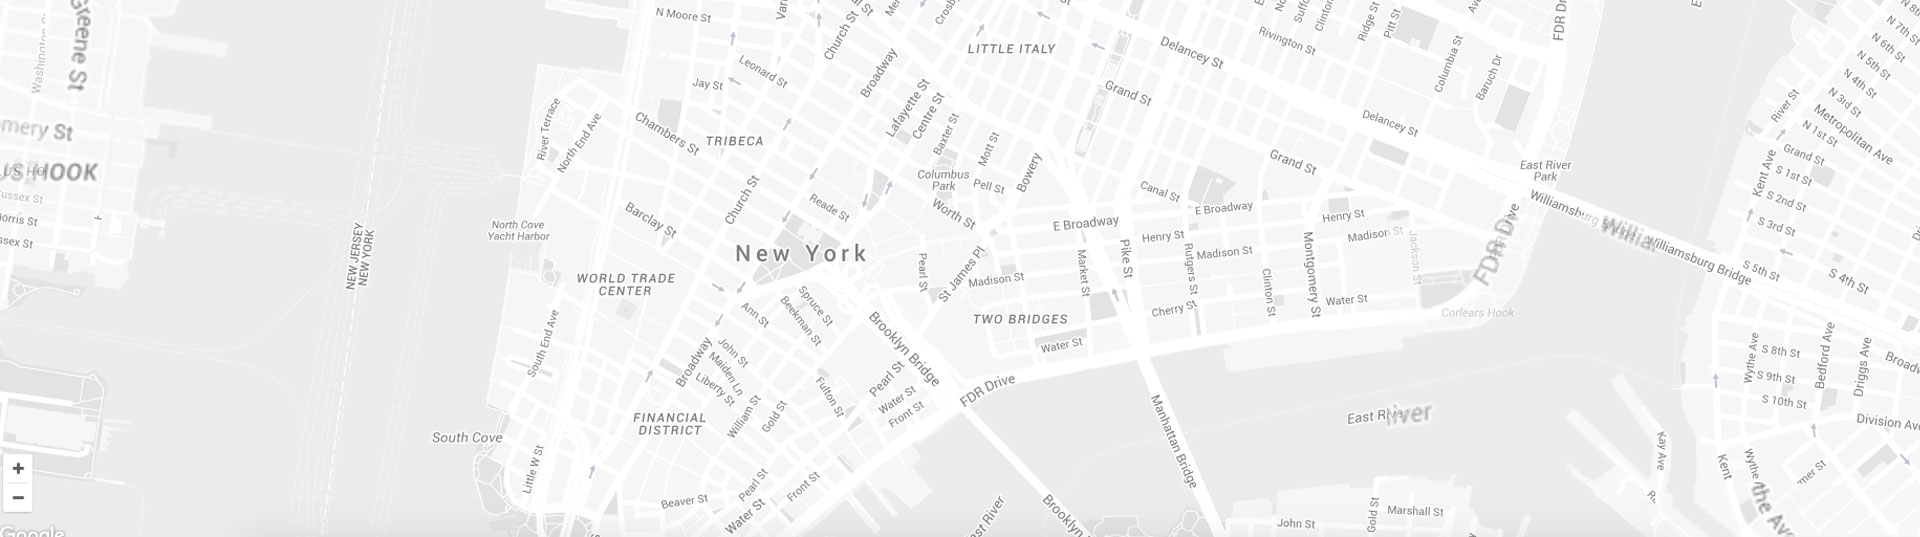 Greene St
Washington
N Moore St
Church St
Broadway
LITTLE ITALY
Delancey St
Rivington St
Ridge St
Pitt St
Columbia St
Baruch Dr
N 7th St
N 6th St
N 5th St
N 4th St
N 3rd St
Metropolitan Ave
N 1st St
Grand St
S 1st St
S 2nd St
S 3rd St
River St
Kent Ave
Leonard St
Jay St
River Terrace
North End Ave
Chambers St
TRIBECA
Lafayette St
Centre St
Baxter St
Mott St
Grand St
Delancey St
Grand St
East River
Park
Columbus
Park
Pell St
Bowery
Canal St
HOOK
Church St
Reade St
Worth St
Barclay St
E Broadway
E Broadway
Henry St
Henry St
Madison St
Madison St
Jackson St
Williamsburg Bridge
FDR Drive
North Cove
Yacht Harbor
NEW JERSEY
NEW YORK
New York
WORLD TRADE
CENTER
Pearl St
St James Pl
Madison St
Market St
Pike St
Rutgers St
Clinton St
Montgomery St
Water St
Cherry St
Corlears Hook
S 5th St
S 4th St
TWO BRIDGES
Water St
Ann St
Beekman St
Spruce St
Brooklyn Bridge
South End Ave
Broadway
John St
Maiden Ln
Liberty St
William St
Gold St
Fulton St
Pearl St
Water St
Front St
FDR Drive
Manhattan Bridge
East River
Wythe Ave
S 8th St
S 9th St
S 10th St
Bedford Ave
Driggs Ave
Division Ave
FINANCIAL
DISTRICT
South Cove
Little W St
Beaver St
Pearl St
Water St
Front St
Brooklyn
Kay Ave
Kent
John St
Gold St
Marshall St
+
−
Google